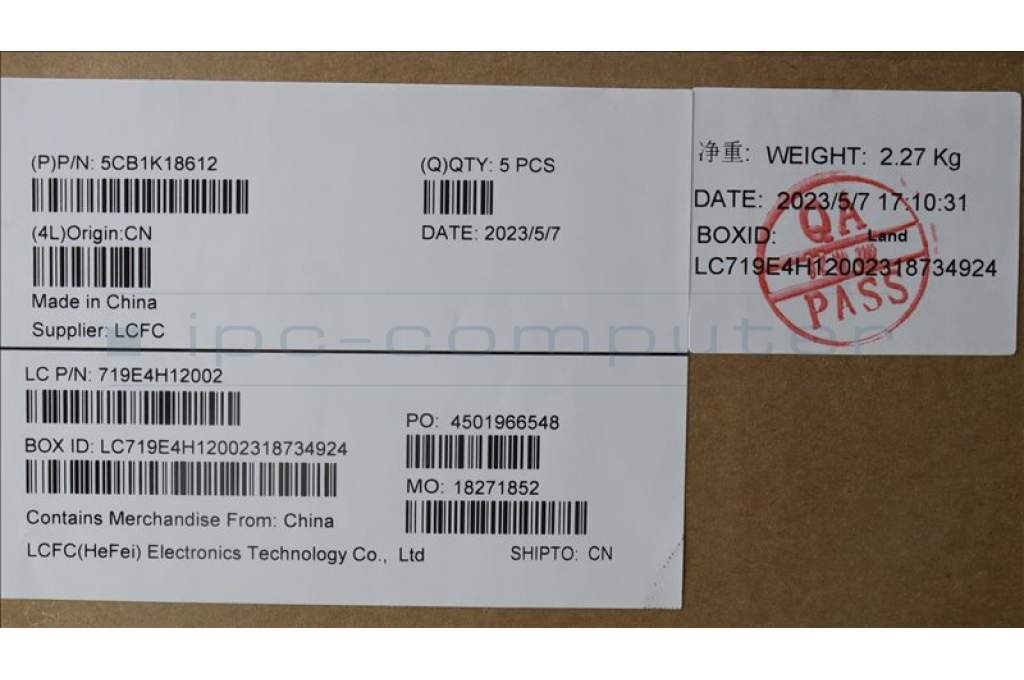 (P)P/N: 5CB1K18612
(Q)QTY: 5 PCS
(4L)Origin:CN
DATE: 2023/5/7
Made in China
Supplier: LCFC
净重: WEIGHT: 2.27 Kg
DATE: 2023/5/7 17:10:31
BOXID: Land
LC719E4H12002318734924
QA
PASS
ipc-computer
LC P/N: 719E4H12002
PO: 4501966548
BOX ID: LC719E4H12002318734924
MO: 18271852
Contains Merchandise From: China
LCFC(HeFei) Electronics Technology Co., Ltd SHIPTO: CN